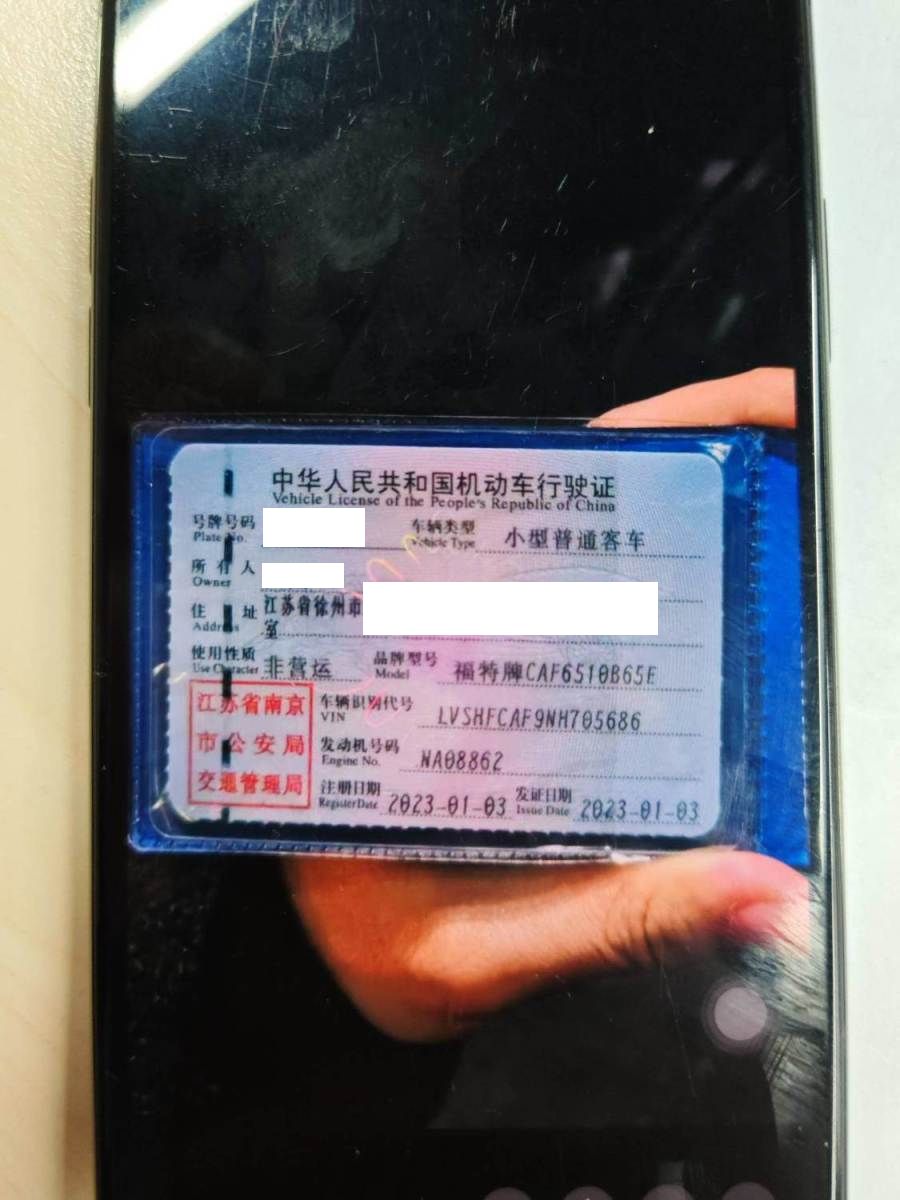 中华人民共和国机动车行驶证
Vehicle License of the People's Republic of China
号牌号码 车辆类型 小型普通客车
Plate No. Vehicle Type
所有人
Owner
住址 江苏省徐州市
Address 室
使用性质 非营运 品牌型号 福特牌CAF6510B65E
Use Character Model
江苏省南京
市公安局
交通管理局
车辆识别代号 LVSHFCAF9NH705686
VIN
发动机号码 NA08862
Engine No.
注册日期 2023-01-03 发证日期 2023-01-03
Register Date Issue Date